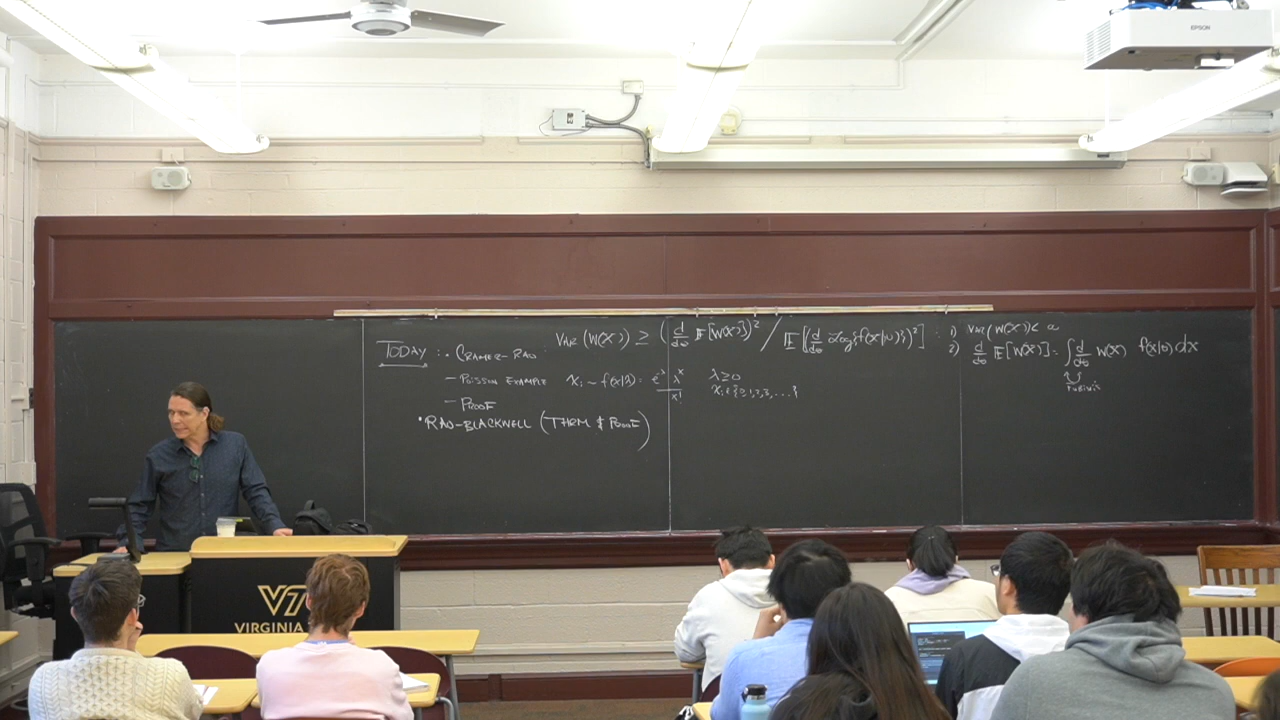 EPSON
VAR (W(X)) ≥ (d/dθ E[W(X)])² / E[(d/dθ Log f(X|θ))²] : 1) VAR(W(X)) <
TODAY : • CRAMER-RAO
2) d/dθ E[W(X)] = ∫ d/dθ W(X) f(X|θ) dX
FUBINI'S
– POISSON EXAMPLE Xi ~ f(X|λ) = e^-λ λ^x / x! λ ≥ 0
– PROOF
• RAO-BLACKWELL (THRM & PROOF)
VT
VIRGINIA